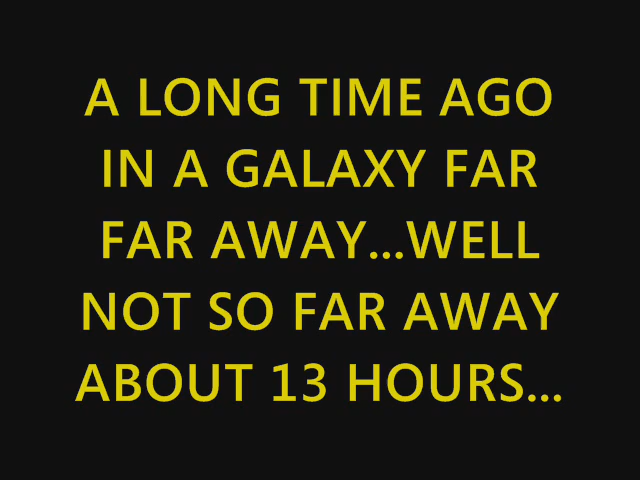 A LONG TIME AGO
IN A GALAXY FAR
FAR AWAY...WELL
NOT SO FAR AWAY
ABOUT 13 HOURS...